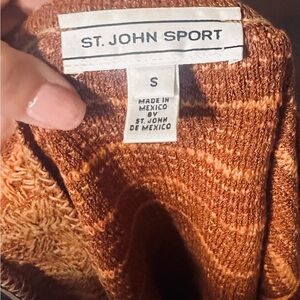 ST. JOHN SPORT
S
MADE IN
MEXICO
BY
ST. JOHN
DE MEXICO